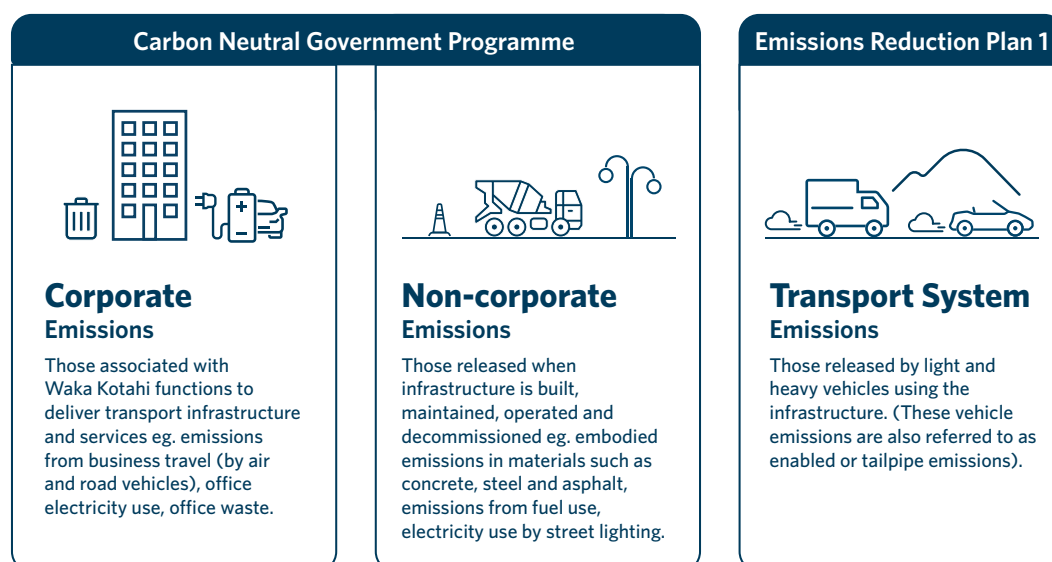 Carbon Neutral Government Programme
Emissions Reduction Plan 1
Corporate
Emissions
Those associated with
Waka Kotahi functions to
deliver transport infrastructure
and services eg. emissions
from business travel (by air
and road vehicles), office
electricity use, office waste.
Non-corporate
Emissions
Those released when
infrastructure is built,
maintained, operated and
decommissioned eg. embodied
emissions in materials such as
concrete, steel and asphalt,
emissions from fuel use,
electricity use by street lighting.
Transport System
Emissions
Those released by light and
heavy vehicles using the
infrastructure. (These vehicle
emissions are also referred to as
enabled or tailpipe emissions).